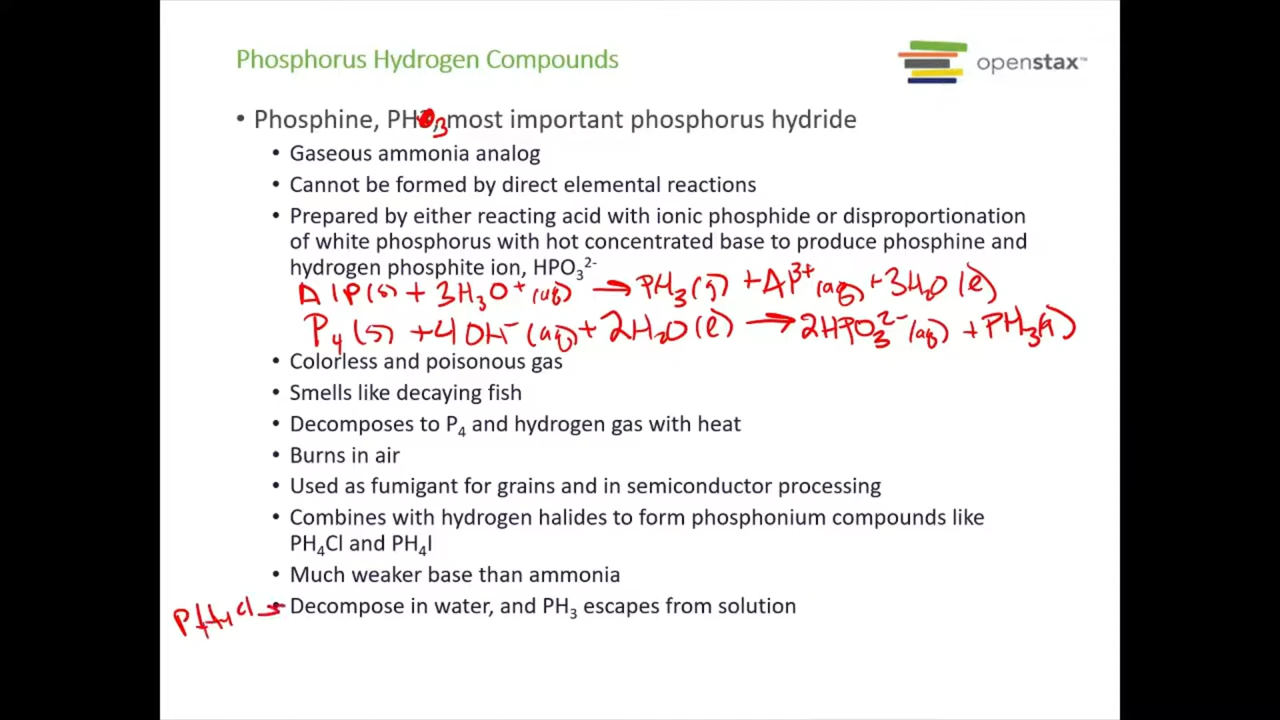 Phosphorus Hydrogen Compounds
openstax™
• Phosphine, PH3, most important phosphorus hydride
• Gaseous ammonia analog
• Cannot be formed by direct elemental reactions
• Prepared by either reacting acid with ionic phosphide or disproportionation
of white phosphorus with hot concentrated base to produce phosphine and
hydrogen phosphite ion, HPO₃²⁻
AlP(s) + 3H₃O⁺(aq) → PH₃(g) + Al³⁺(aq) + 3H₂O(l)
P₄(s) + 4OH⁻(aq) + 2H₂O(l) → 2HPO₃²⁻(aq) + PH₃(g)
• Colorless and poisonous gas
• Smells like decaying fish
• Decomposes to P₄ and hydrogen gas with heat
• Burns in air
• Used as fumigant for grains and in semiconductor processing
• Combines with hydrogen halides to form phosphonium compounds like
PH₄Cl and PH₄I
• Much weaker base than ammonia
PH₄Cl → • Decompose in water, and PH₃ escapes from solution